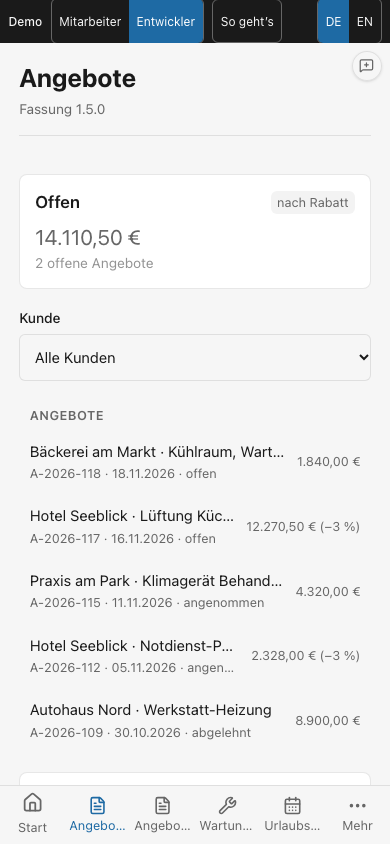 Demo Mitarbeiter Entwickler So geht's DE EN
Angebote
Fassung 1.5.0
Offen nach Rabatt
14.110,50 €
2 offene Angebote
Kunde
Alle Kunden
ANGEBOTE
Bäckerei am Markt · Kühlraum, Wart...
1.840,00 €
A-2026-118 · 18.11.2026 · offen
Hotel Seeblick · Lüftung Küc...
12.270,50 € (−3 %)
A-2026-117 · 16.11.2026 · offen
Praxis am Park · Klimagerät Behand...
4.320,00 €
A-2026-115 · 11.11.2026 · angenommen
Hotel Seeblick · Notdienst-P...
2.328,00 € (−3 %)
A-2026-112 · 05.11.2026 · angen...
Autohaus Nord · Werkstatt-Heizung
8.900,00 €
A-2026-109 · 30.10.2026 · abgelehnt
Start Angebo... Angebo... Wartun... Urlaubs... Mehr